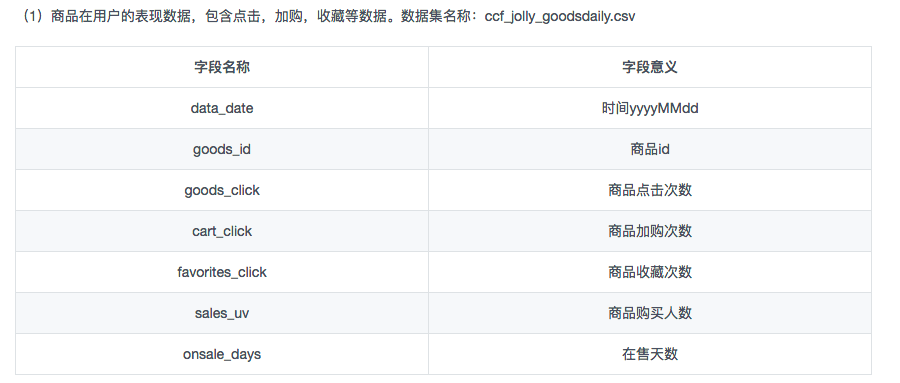 （1）商品在用户的表现数据，包含点击，加购，收藏等数据。数据集名称：ccf_jolly_goodsdaily.csv
字段名称 字段意义
data_date 时间yyyyMMdd
goods_id 商品id
goods_click 商品点击次数
cart_click 商品加购次数
favorites_click 商品收藏次数
sales_uv 商品购买人数
onsale_days 在售天数